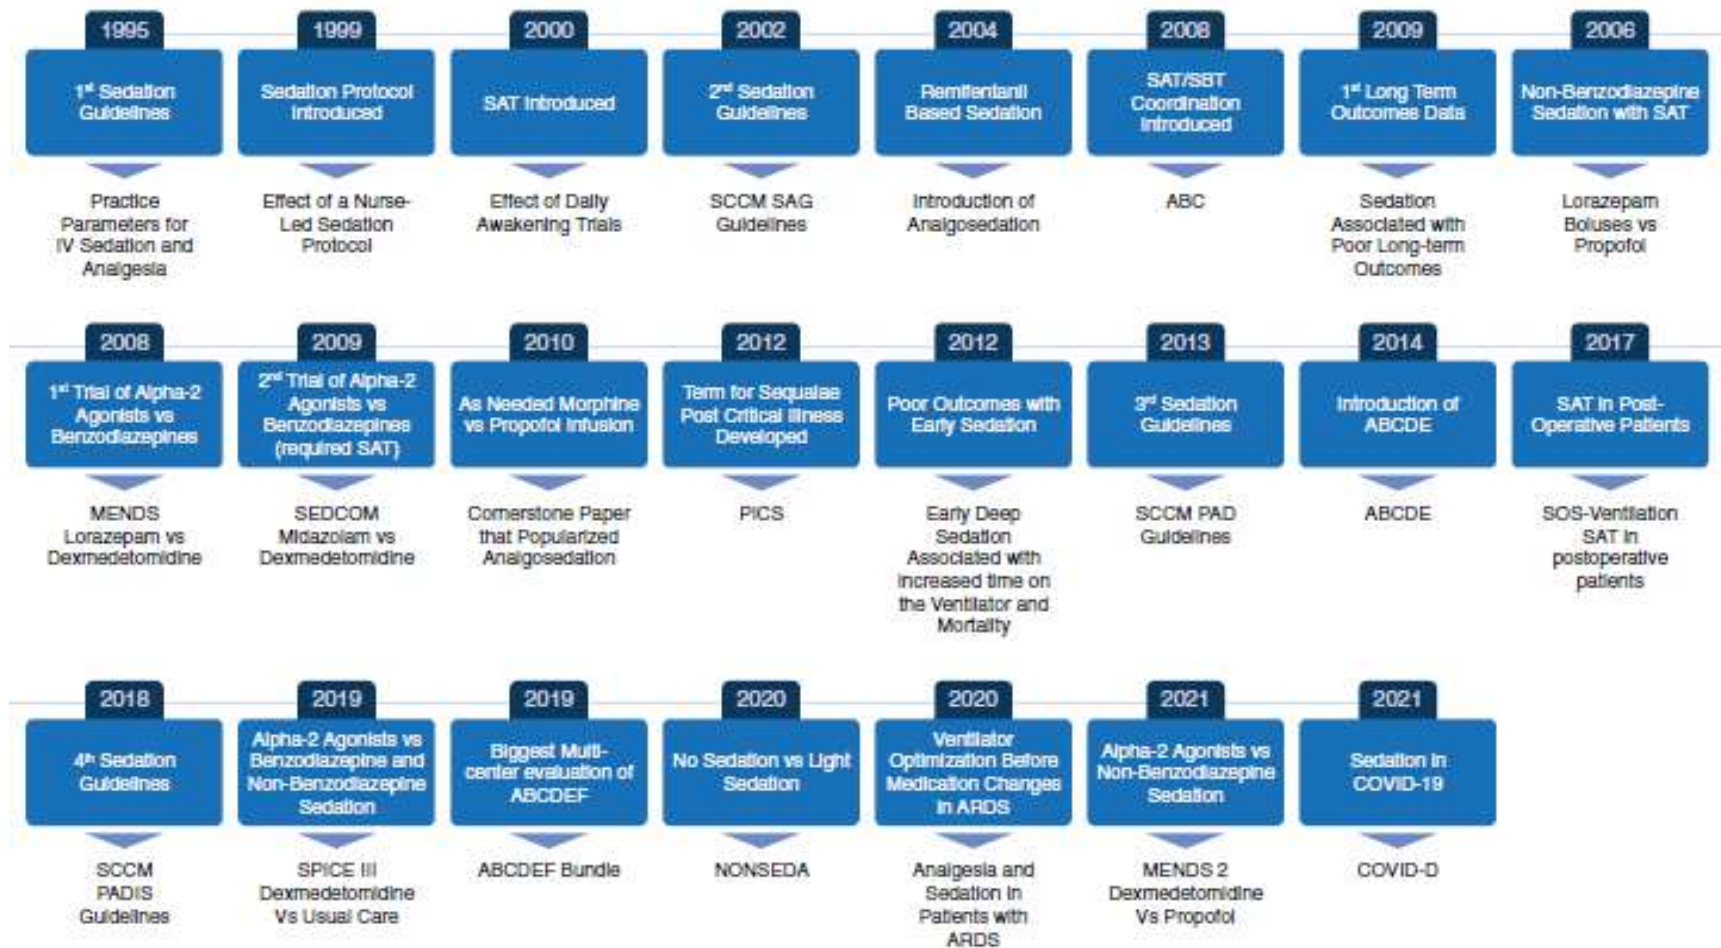 1995
1st Sedation
Guidelines
Practice
Parameters for
IV Sedation and
Analgesia
1999
Sedation Protocol
Introduced
Effect of a Nurse-
Led Sedation
Protocol
2000
SAT Introduced
Effect of Daily
Awakening Trials
2002
2nd Sedation
Guidelines
SCCM SAG
Guidelines
2004
Remifentanil
Based Sedation
Introduction of
Analgosedation
2008
SAT/SBT
Coordination
Introduced
ABC
2009
1st Long Term
Outcomes Data
Sedation
Associated with
Poor Long-term
Outcomes
2006
Non-Benzodiazepine
Sedation with SAT
Lorazepam
Boluses vs
Propofol
2008
1st Trial of Alpha-2
Agonists vs
Benzodiazepines
MENDS
Lorazepam vs
Dexmedetomidine
2009
2nd Trial of Alpha-2
Agonists vs
Benzodiazepines
(required SAT)
SEDCOM
Midazolam vs
Dexmedetomidine
2010
As Needed Morphine
vs Propofol Infusion
Cornerstone Paper
that Popularized
Analgosedation
2012
Term for Sequalae
Post Critical Illness
Developed
PICS
2012
Poor Outcomes with
Early Sedation
Early Deep
Sedation
Associated with
increased time on
the Ventilator and
Mortality
2013
3rd Sedation
Guidelines
SCCM PAD
Guidelines
2014
Introduction of
ABCDE
ABCDE
2017
SAT in Post-
Operative Patients
SOS-Ventilation
SAT in
postoperative
patients
2018
4th Sedation
Guidelines
SCCM
PADIS
Guidelines
2019
Alpha-2 Agonists vs
Benzodiazepine and
Non-Benzodiazepine
Sedation
SPICE III
Dexmedetomidine
Vs Usual Care
2019
Biggest Multi-
center evaluation of
ABCDEF
ABCDEF Bundle
2020
No Sedation vs Light
Sedation
NONSEDA
2020
Ventilator
Optimization Before
Medication Changes
in ARDS
Analgesia and
Sedation in
Patients with
ARDS
2021
Alpha-2 Agonists vs
Non-Benzodiazepine
Sedation
MENDS 2
Dexmedetomidine
Vs Propofol
2021
Sedation in
COVID-19
COVID-D